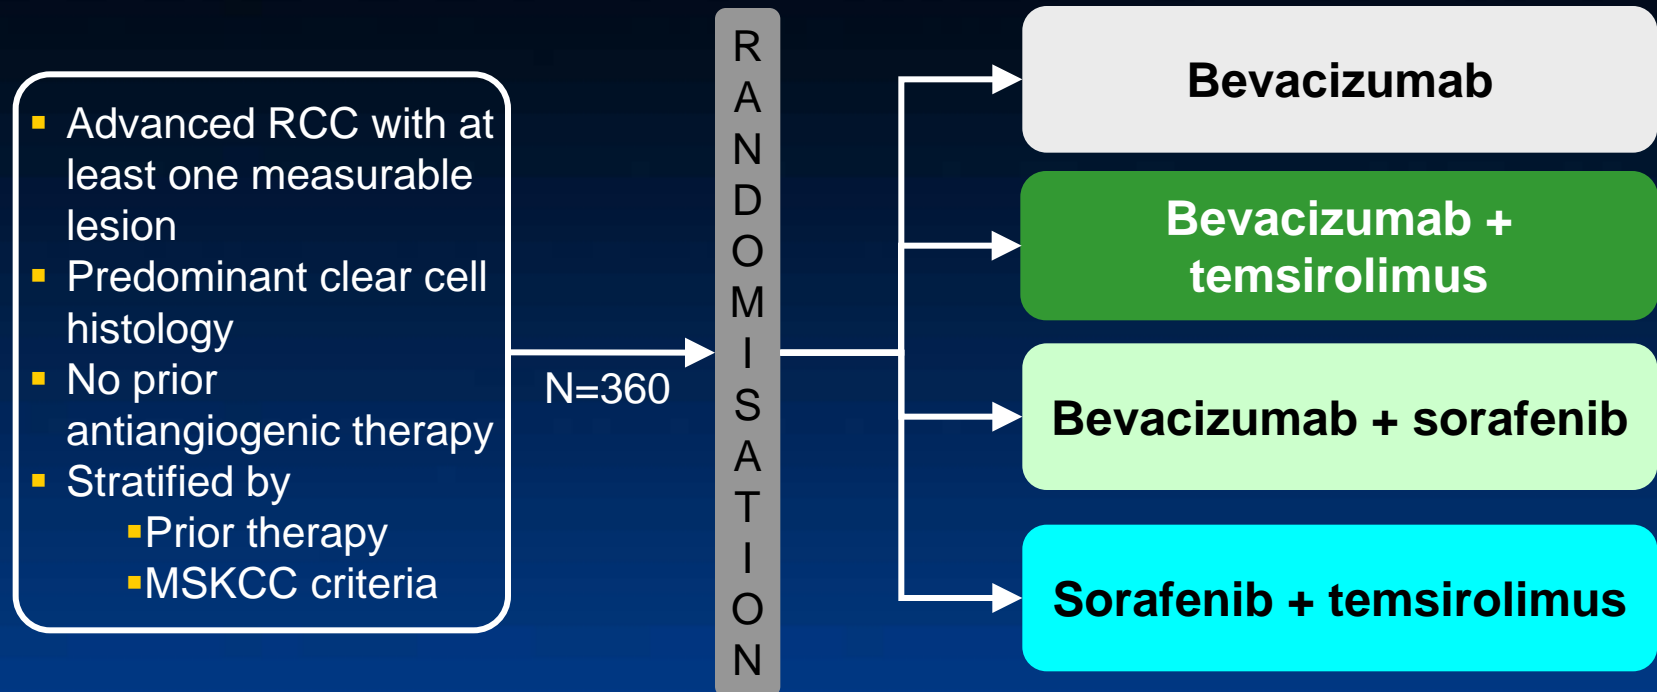 ▪ Advanced RCC with at
least one measurable
lesion
▪ Predominant clear cell
histology
▪ No prior
antiangiogenic therapy
▪ Stratified by
▪Prior therapy
▪MSKCC criteria
N=360
R
A
N
D
O
M
I
S
A
T
I
O
N
Bevacizumab
Bevacizumab +
temsirolimus
Bevacizumab + sorafenib
Sorafenib + temsirolimus